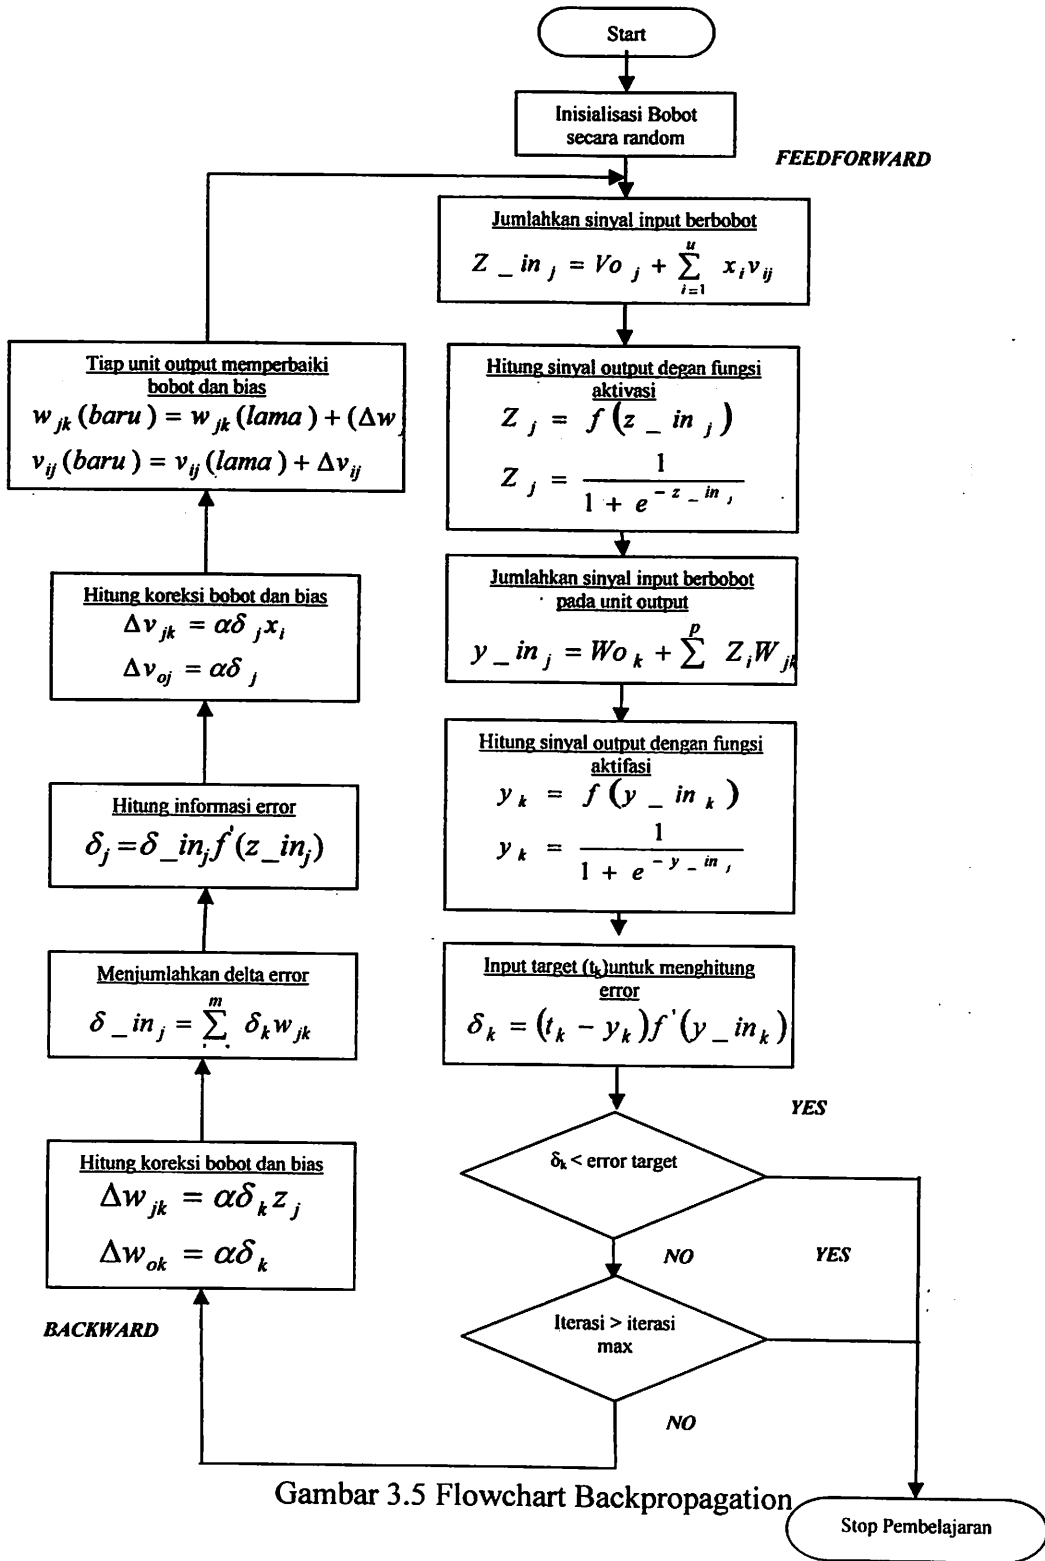 Start
Inisialisasi Bobot
secara random
FEEDFORWARD
Jumlahkan sinyal input berbobot
Z _ in j = Vo j + ∑ i=1 u x i v ij
Hitung sinyal output degan fungsi
aktivasi
Z j = f (z _ in j)
Z j = 1 / (1 + e ^ - z _ in j)
Jumlahkan sinyal input berbobot
pada unit output
y _ in j = Wo k + ∑ p Z i W jk
Hitung sinyal output dengan fungsi
aktifasi
y k = f (y _ in k)
y k = 1 / (1 + e ^ - y _ in j)
Input target (tk)untuk menghitung
error
δ k = (t k − y k) f '(y _ in k)
YES
δk < error target
NO
YES
Iterasi > iterasi
max
NO
BACKWARD
Hitung koreksi bobot dan bias
Δw jk = αδ k z j
Δw ok = αδ k
Menjumlahkan delta error
δ _ in j = ∑ m δ k w jk
Hitung informasi error
δ j = δ _ in j f '(z _ in j)
Hitung koreksi bobot dan bias
Δv jk = αδ j x i
Δv oj = αδ j
Tiap unit output memperbaiki
bobot dan bias
w jk (baru) = w jk (lama) + (Δw
v ij (baru) = v ij (lama) + Δv ij
Gambar 3.5 Flowchart Backpropagation
Stop Pembelajaran